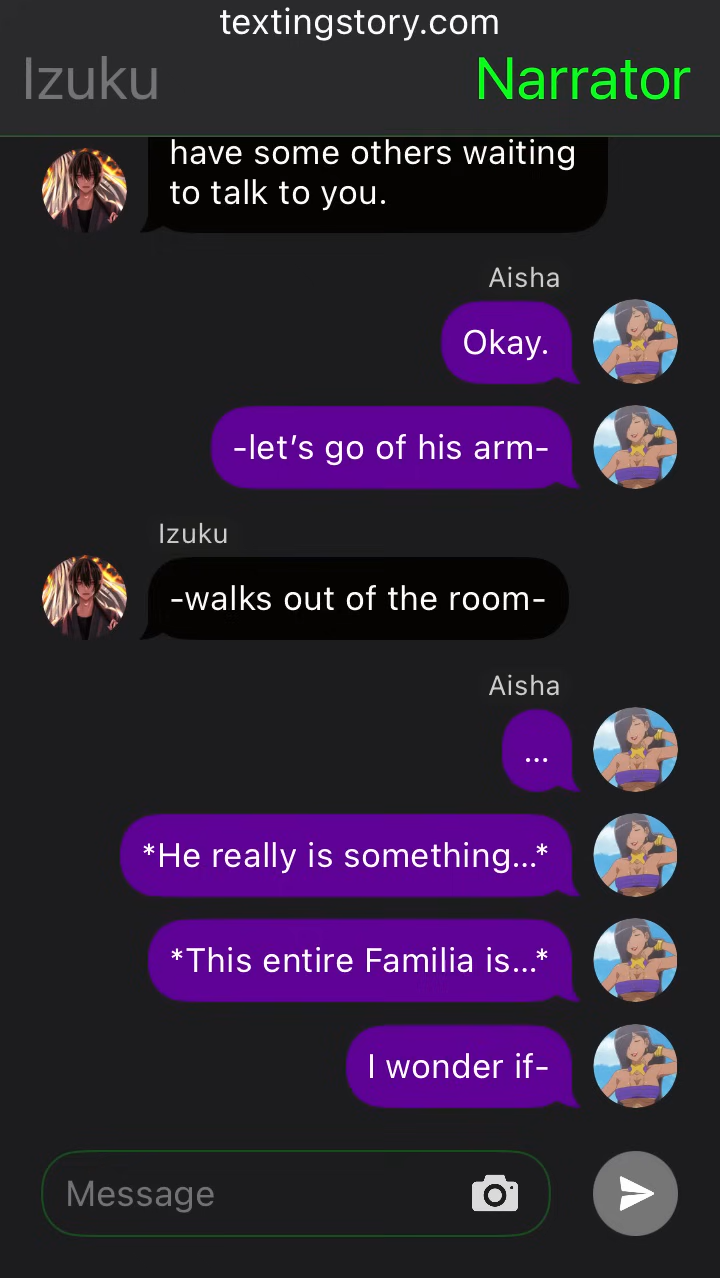 textingstory.com
Izuku
Narrator
have some others waiting
to talk to you.
Aisha
Okay.
-let’s go of his arm-
Izuku
-walks out of the room-
Aisha
...
*He really is something...*
*This entire Familia is...*
I wonder if-
Message